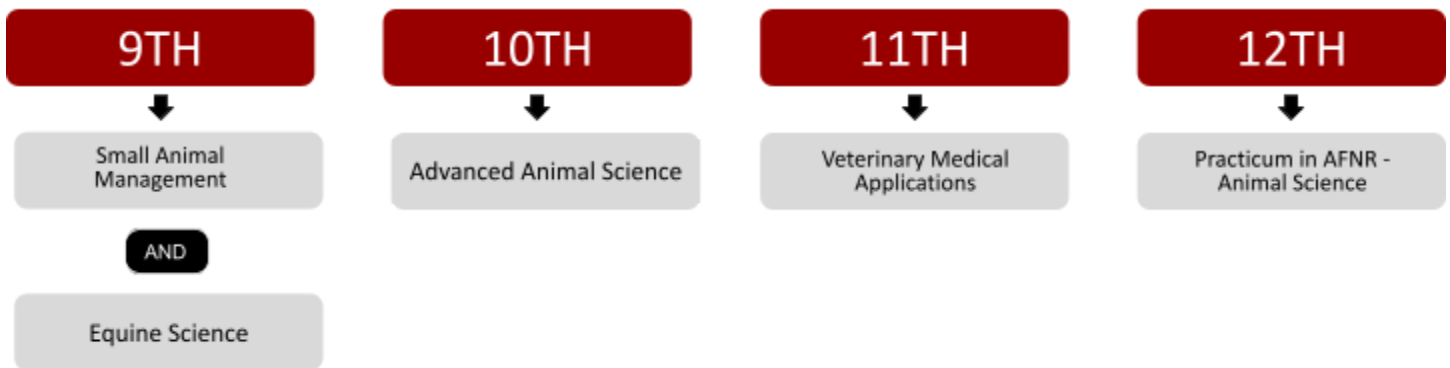 9TH
Small Animal
Management
AND
Equine Science
10TH
Advanced Animal Science
11TH
Veterinary Medical
Applications
12TH
Practicum in AFNR -
Animal Science